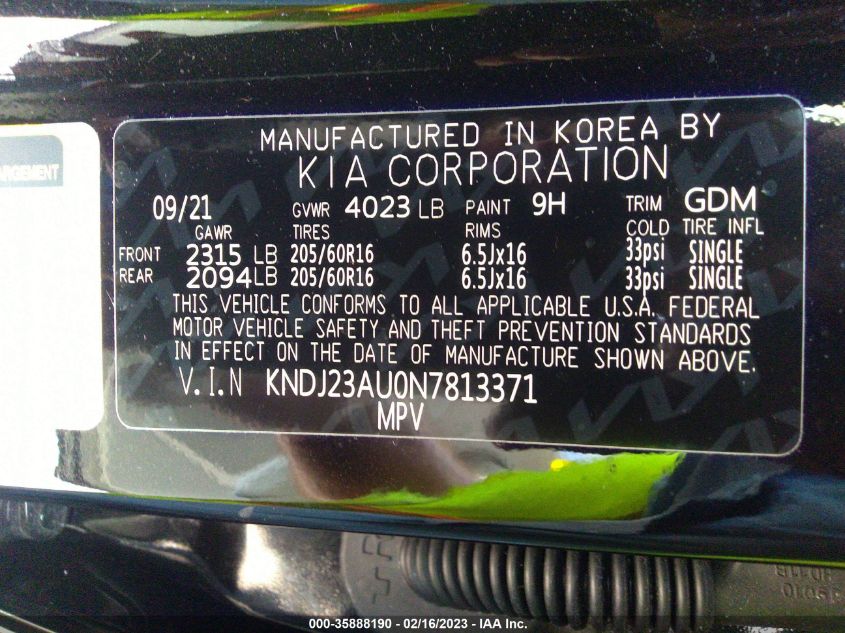 ARGEMENT
MANUFACTURED IN KOREA BY
KIA CORPORATION
09/21 GVWR 4023 LB PAINT 9H TRIM GDM
GAWR TIRES RIMS COLD TIRE INFL
FRONT 2315 LB 205/60R16 6.5Jx16 33psi SINGLE
REAR 2094 LB 205/60R16 6.5Jx16 33psi SINGLE
THIS VEHICLE CONFORMS TO ALL APPLICABLE U.S.A. FEDERAL
MOTOR VEHICLE SAFETY AND THEFT PREVENTION STANDARDS
IN EFFECT ON THE DATE OF MANUFACTURE SHOWN ABOVE.
V.I.N KNDJ23AU0N7813371
MPV
000-35888190 - 02/16/2023 - IAA Inc.